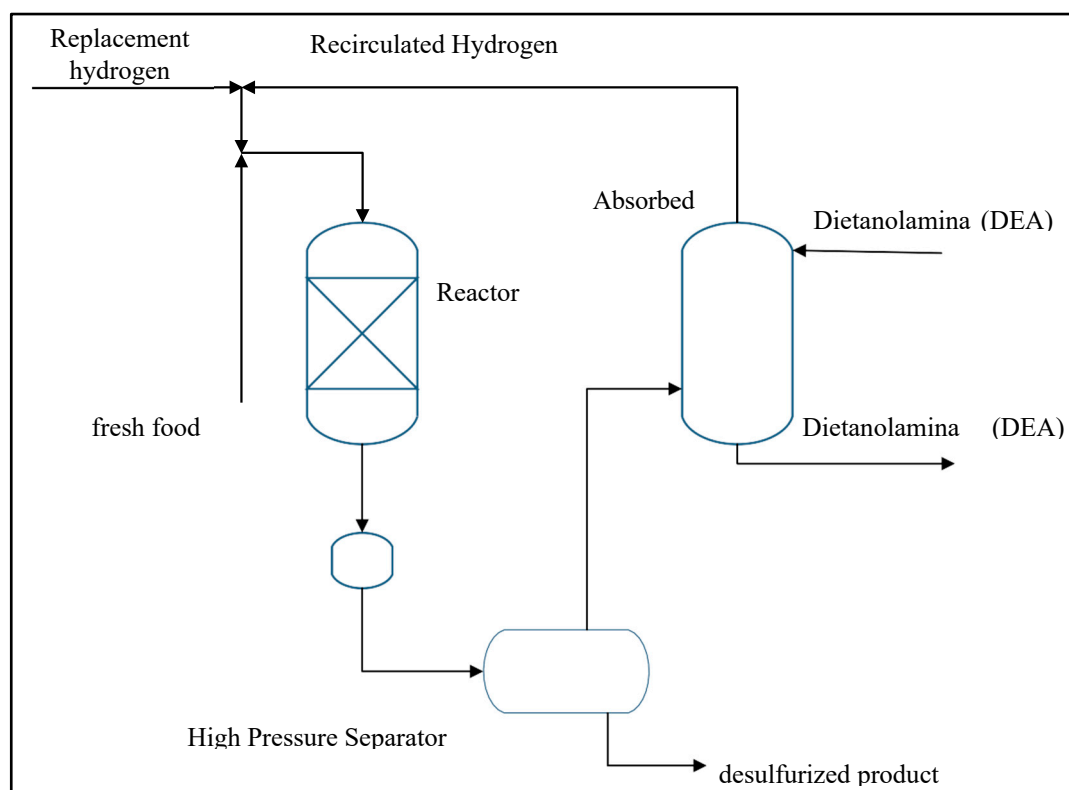 Replacement
hydrogen
Recirculated Hydrogen
Absorbed
Dietanolamina (DEA)
Reactor
fresh food
Dietanolamina (DEA)
High Pressure Separator
desulfurized product